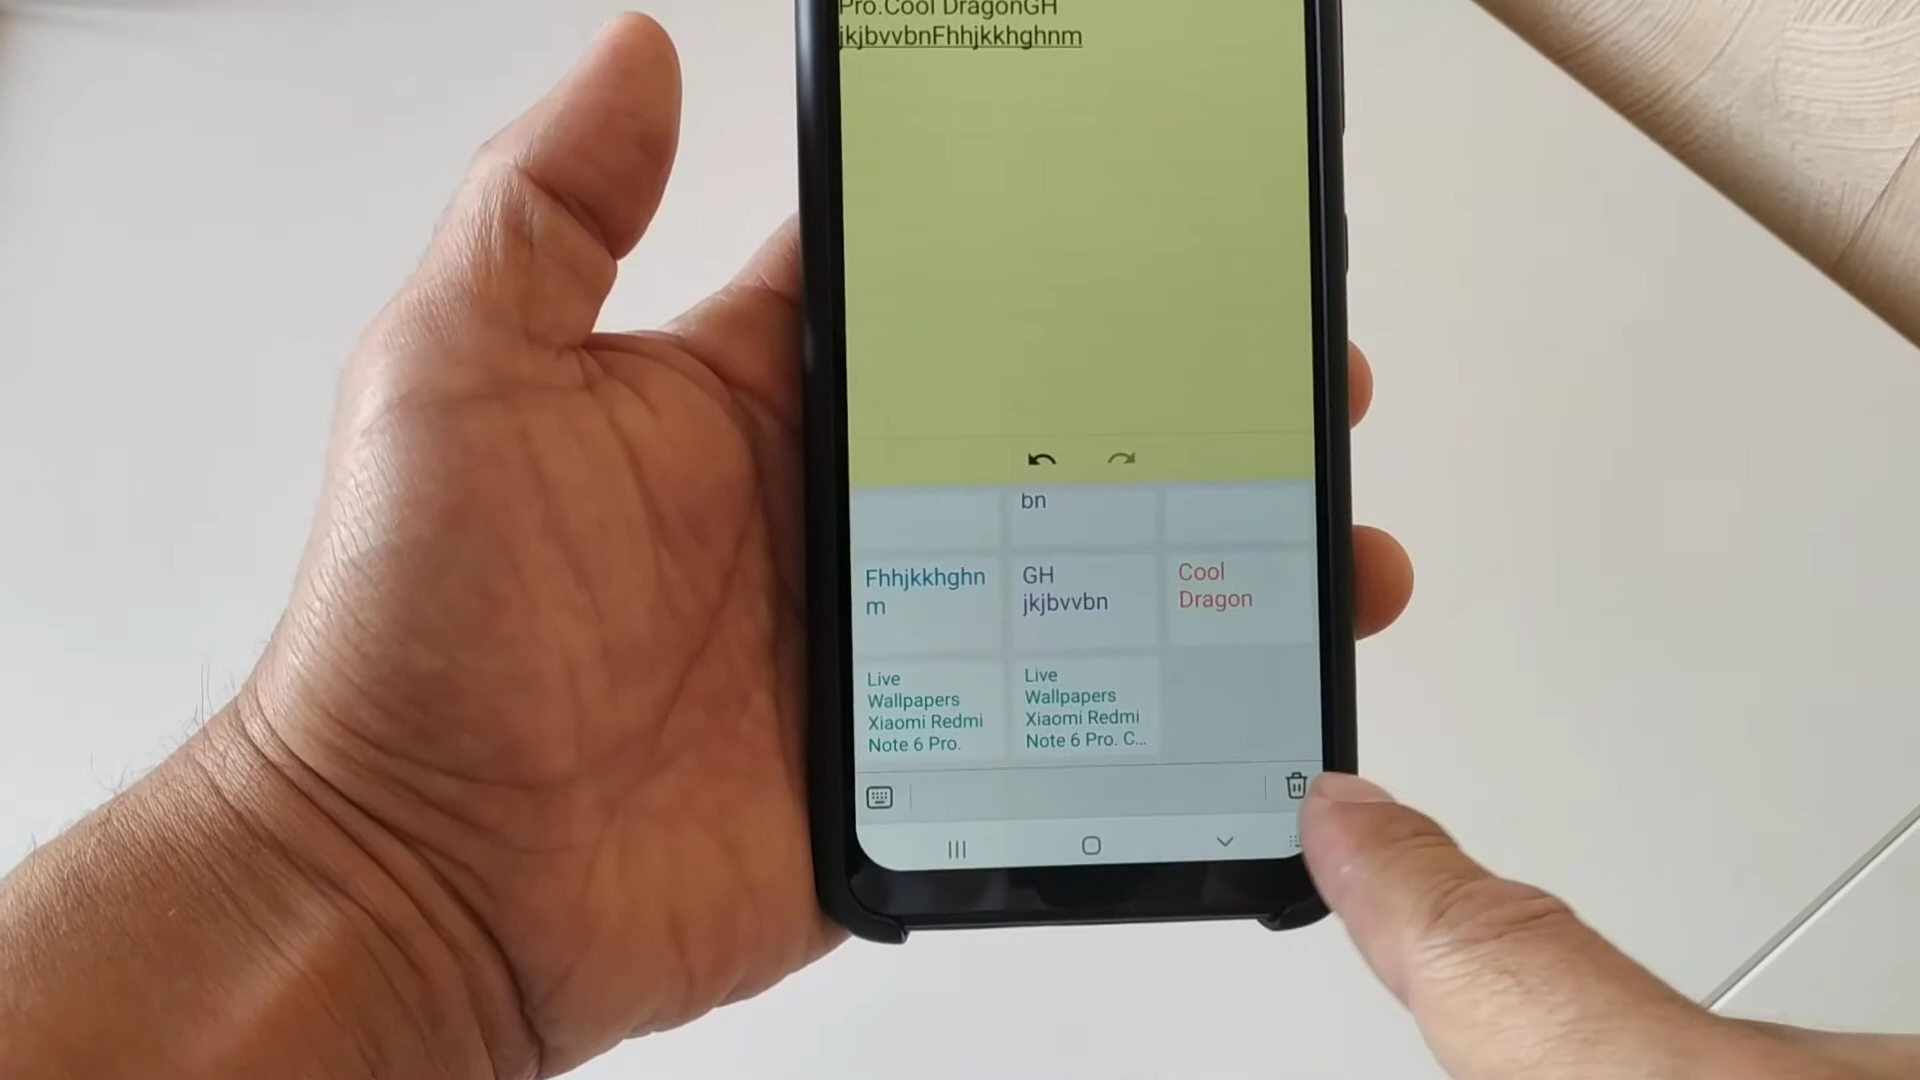 Pro.Cool DragonGH
jkjbvvbnFhhjkkhghnm
bn
Fhhjkkhghn
m
GH
jkjbvvbn
Cool
Dragon
Live
Wallpapers
Xiaomi Redmi
Note 6 Pro.
Live
Wallpapers
Xiaomi Redmi
Note 6 Pro. C...